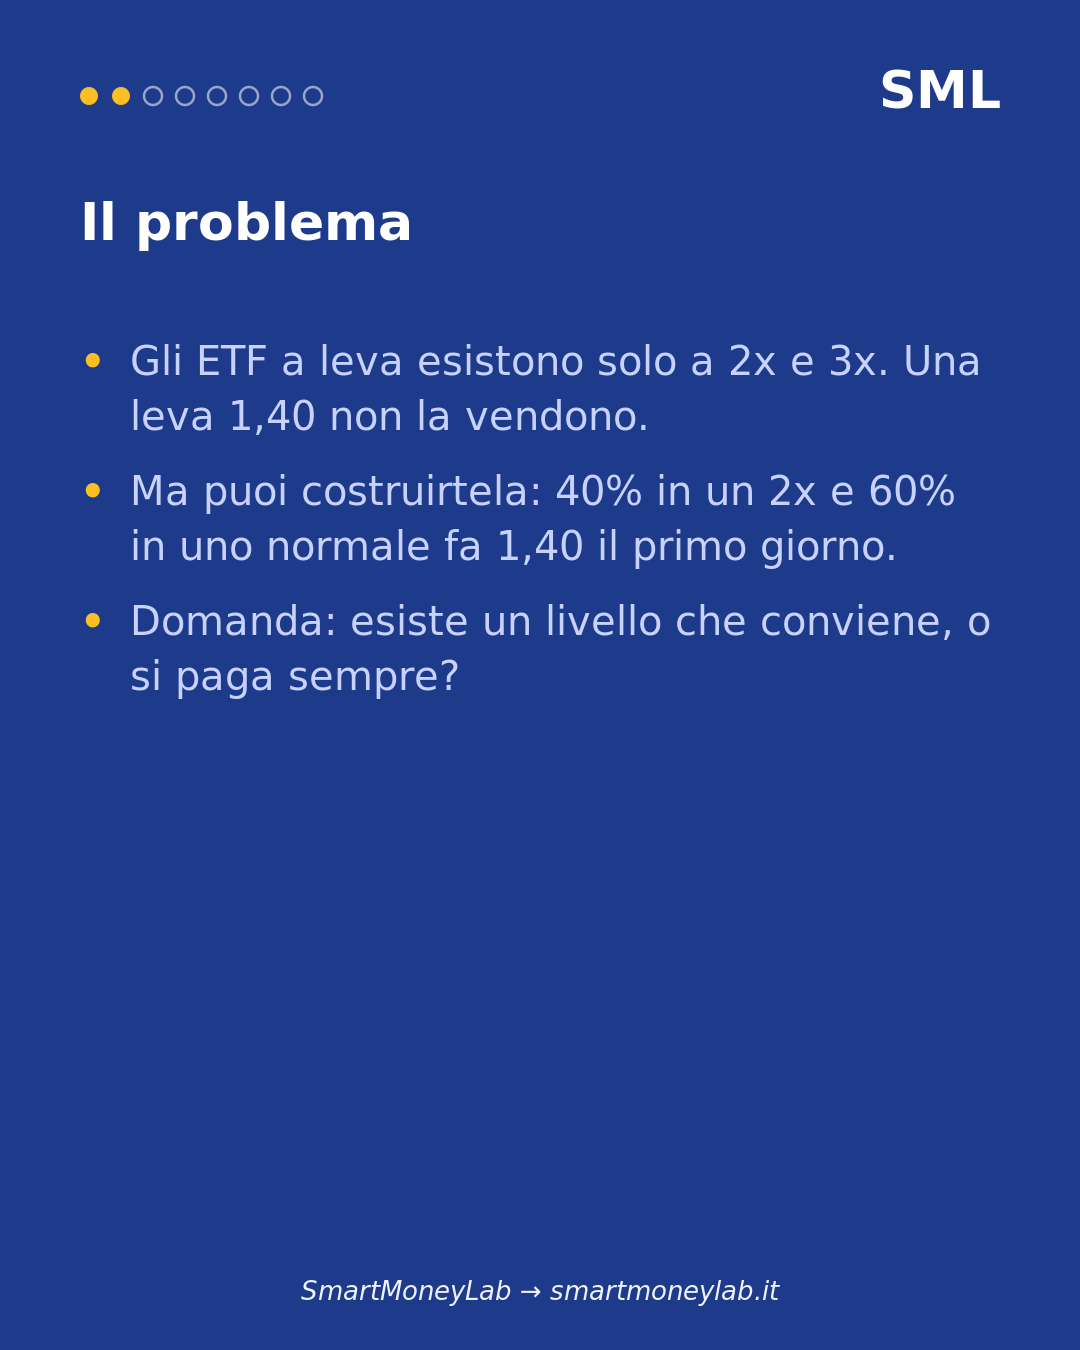 SML
Il problema
• Gli ETF a leva esistono solo a 2x e 3x. Una
leva 1,40 non la vendono.
• Ma puoi costruirtela: 40% in un 2x e 60%
in uno normale fa 1,40 il primo giorno.
• Domanda: esiste un livello che conviene, o
si paga sempre?
SmartMoneyLab → smartmoneylab.it